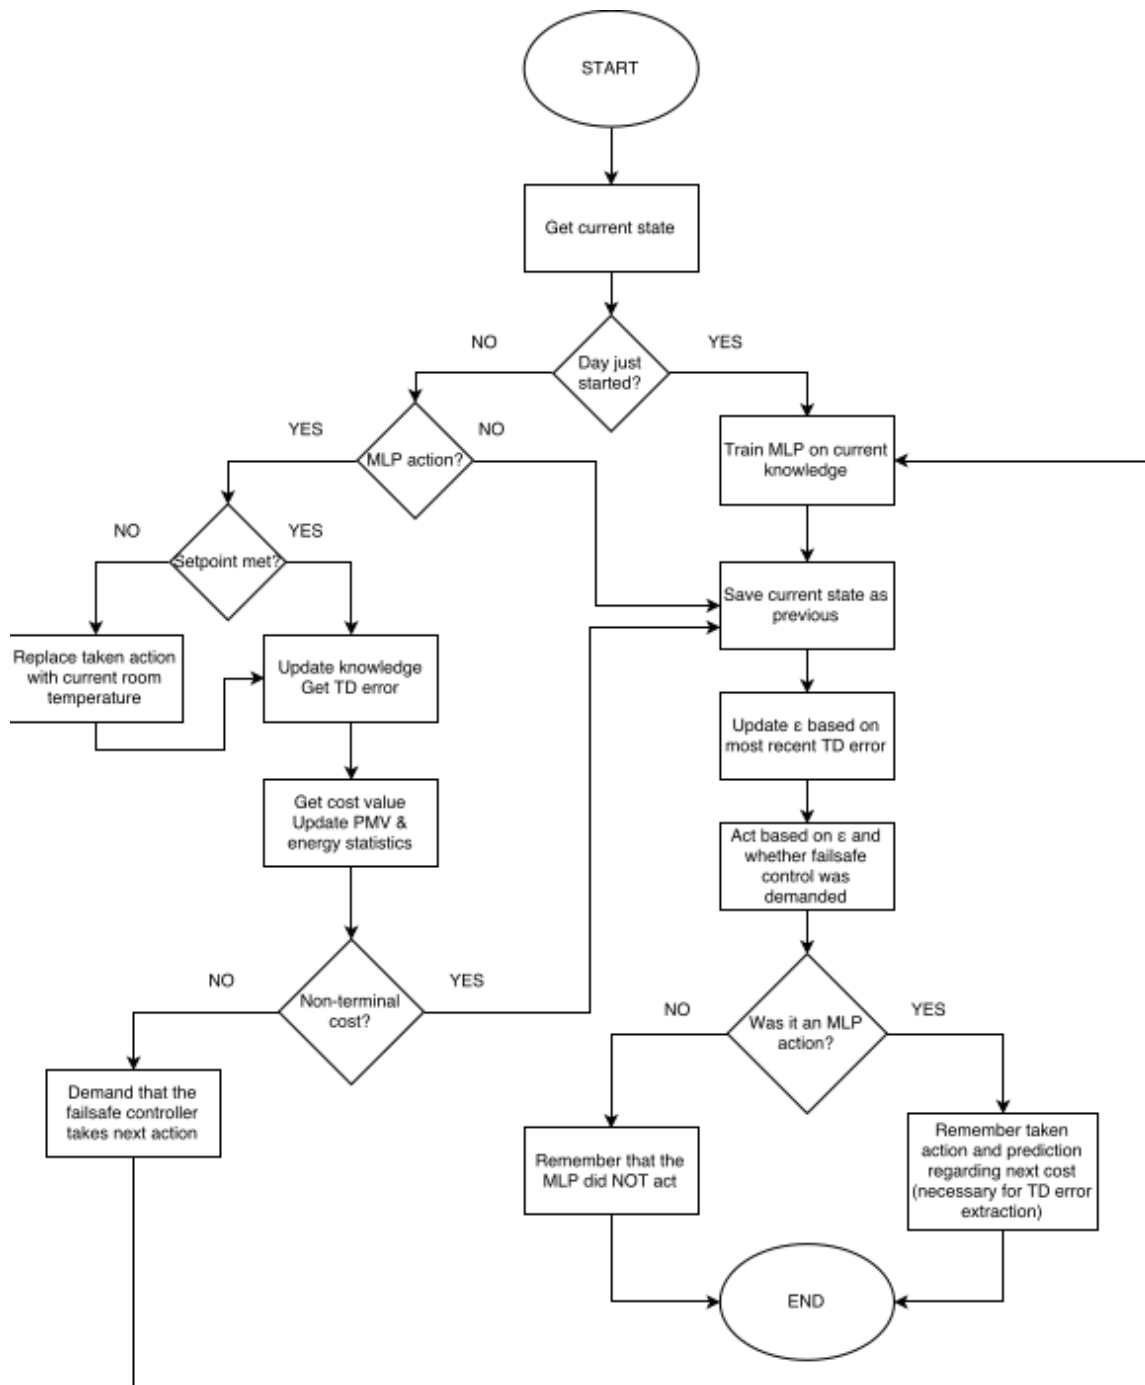 START
Get current state
NO
YES
Day just
started?
YES
NO
MLP action?
Train MLP on current
knowledge
NO
YES
Setpoint met?
Save current state as
previous
Replace taken action
with current room
temperature
Update knowledge
Get TD error
Update ε based on
most recent TD error
Get cost value
Update PMV &
energy statistics
Act based on ε and
whether failsafe
control was
demanded
NO
YES
Non-terminal
cost?
NO
YES
Was it an MLP
action?
Demand that the
failsafe controller
takes next action
Remember that the
MLP did NOT act
Remember taken
action and prediction
regarding next cost
(necessary for TD error
extraction)
END